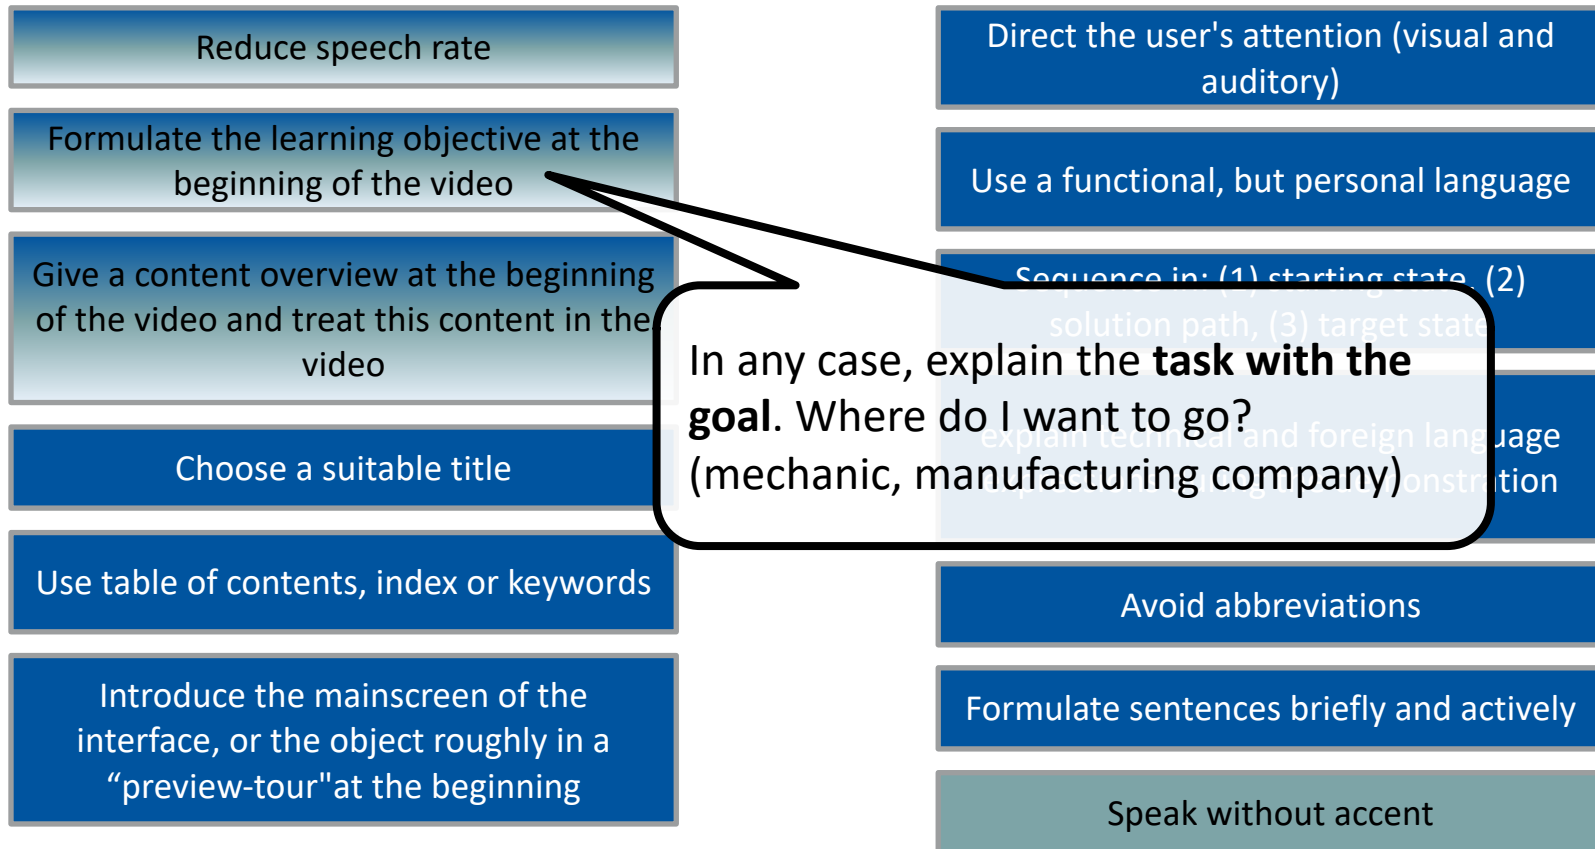 Reduce speech rate
Formulate the learning objective at the
beginning of the video
Give a content overview at the beginning
of the video and treat this content in the
video
Choose a suitable title
Use table of contents, index or keywords
Introduce the mainscreen of the
interface, or the object roughly in a
“preview-tour"at the beginning
Direct the user's attention (visual and
auditory)
Use a functional, but personal language
Sequence in: (1) starting state, (2)
solution path, (3) target state
In any case, explain the task with the
goal. Where do I want to go?
(mechanic, manufacturing company)
explain technical and foreign language
demonstration
Avoid abbreviations
Formulate sentences briefly and actively
Speak without accent